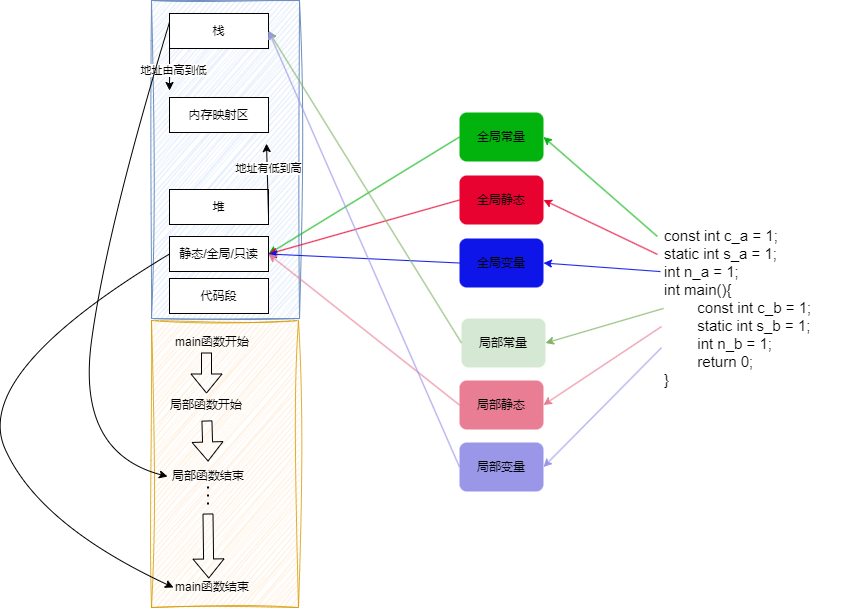 栈
地址由高到低
内存映射区
地址有低到高
堆
静态/全局/只读
代码段
main函数开始
局部函数开始
局部函数结束
main函数结束
全局常量
全局静态
全局变量
局部常量
局部静态
局部变量
const int c_a = 1;
static int s_a = 1;
int n_a = 1;
int main(){
const int c_b = 1;
static int s_b = 1;
int n_b = 1;
return 0;
}